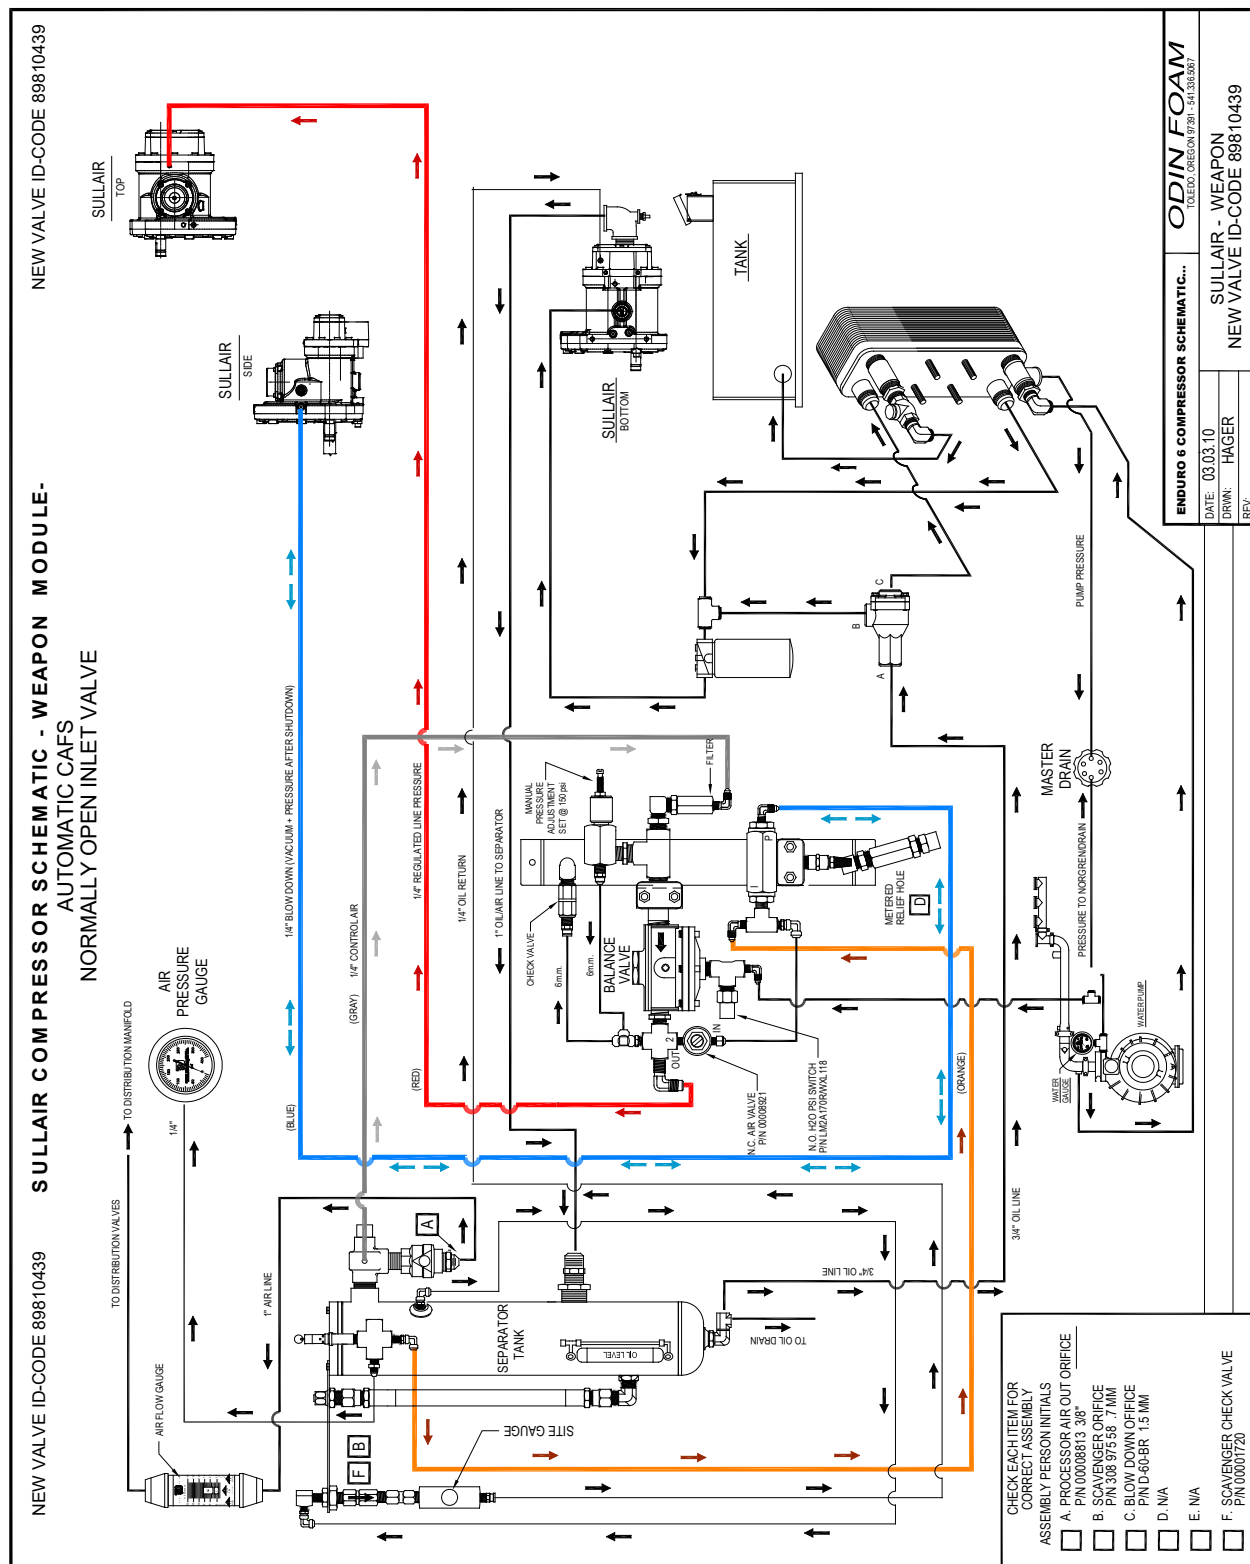 NEW VALVE ID-CODE 89810439
SULLAIR COMPRESSOR SCHEMATIC - WEAPON MODULE-
NEW VALVE ID-CODE 89810439
AUTOMATIC CAFS
NORMALLY OPEN INLET VALVE
TO DISTRIBUTION VALVES
TO DISTRIBUTION MANIFOLD
AIR FLOW GAUGE
1/4"
AIR
PRESSURE
GAUGE
1" AIR LINE
(BLUE)
1/4" BLOW DOWN (VACUUM + PRESSURE AFTER SHUTDOWN)
(GRAY)
1/4" CONTROL AIR
(RED)
1/4" REGULATED LINE PRESSURE
1/4" OIL RETURN
1" OIL/AIR LINE TO SEPARATOR
SULLAIR
TOP
SULLAIR
SIDE
SULLAIR
BOTTOM
TANK
A
B
F
SITE GAUGE
SEPARATOR
TANK
OIL LEVEL
TO OIL DRAIN
3/4" OIL LINE
CHECK VALVE
MANUAL
PRESSURE
ADJUSTMENT
SET @ 150 psi
6m.m.
6m.m.
FILTER
BALANCE
VALVE
2
OUT
IN
P
N.C. AIR VALVE
P/N 00008921
N.O. H2O PSI SWITCH
P/N LM2A170R/WXL118
METERED
RELIEF HOLE
D
(ORANGE)
3/4" OIL LINE
A
B
C
MASTER
DRAIN
PUMP PRESSURE
PRESSURE TO NORGREN/DRAIN
WATER
GAUGE
WATER PUMP
CHECK EACH ITEM FOR
CORRECT ASSEMBLY
ASSEMBLY PERSON INITIALS
A. PROCESSOR AIR OUT ORIFICE
P/N 00008813 3/8"
B. SCAVENGER ORIFICE
P/N 308 975 58 .7 MM
C. BLOW DOWN OFIFICE
P/N D-60-BR 1.5 MM
D. N/A
E. N/A
F. SCAVENGER CHECK VALVE
P/N 00001720
ENDURO 6 COMPRESSOR SCHEMATIC...
ODIN FOAM
TOLEDO, OREGON 97391 - 541.336.5067
DATE: 03.03.10
DRWN: HAGER
REV:
SULLAIR - WEAPON
NEW VALVE ID-CODE 89810439